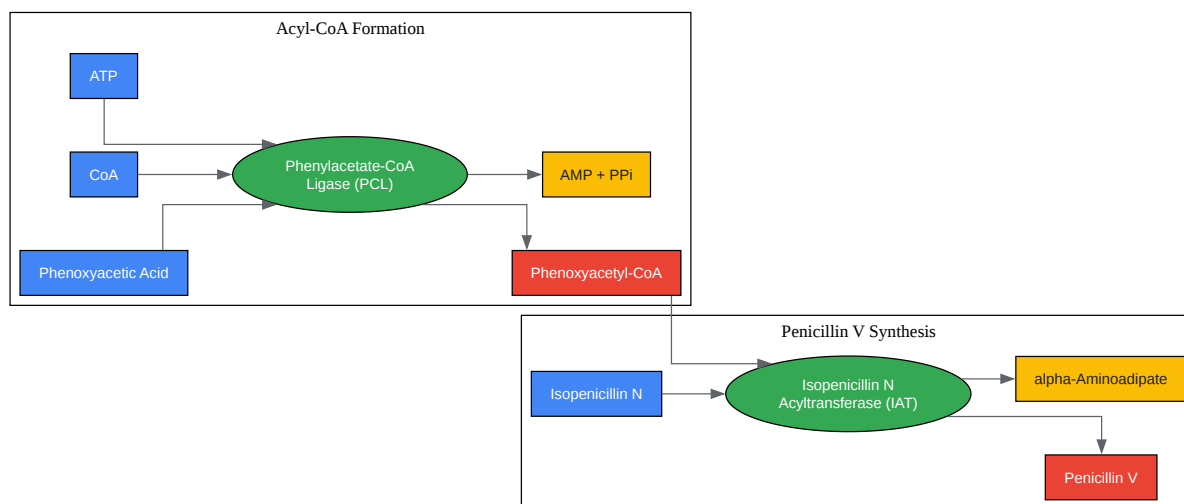 Acyl-CoA Formation
ATP
CoA
Phenylacetate-CoA
Ligase (PCL)
AMP + PPi
Phenoxyacetic Acid
Phenoxyacetyl-CoA
Penicillin V Synthesis
Isopenicillin N
Isopenicillin N
Acyltransferase (IAT)
alpha-Aminoadipate
Penicillin V